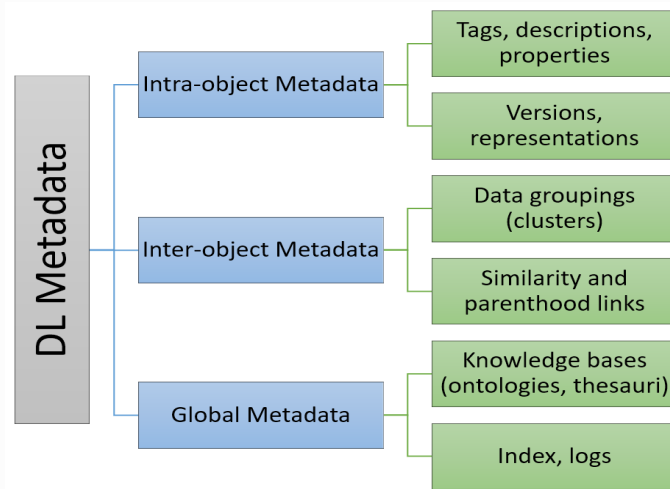 DL Metadata
Intra-object Metadata
Tags, descriptions,
properties
Versions,
representations
Inter-object Metadata
Data groupings
(clusters)
Similarity and
parenthood links
Global Metadata
Knowledge bases
(ontologies, thesauri)
Index, logs